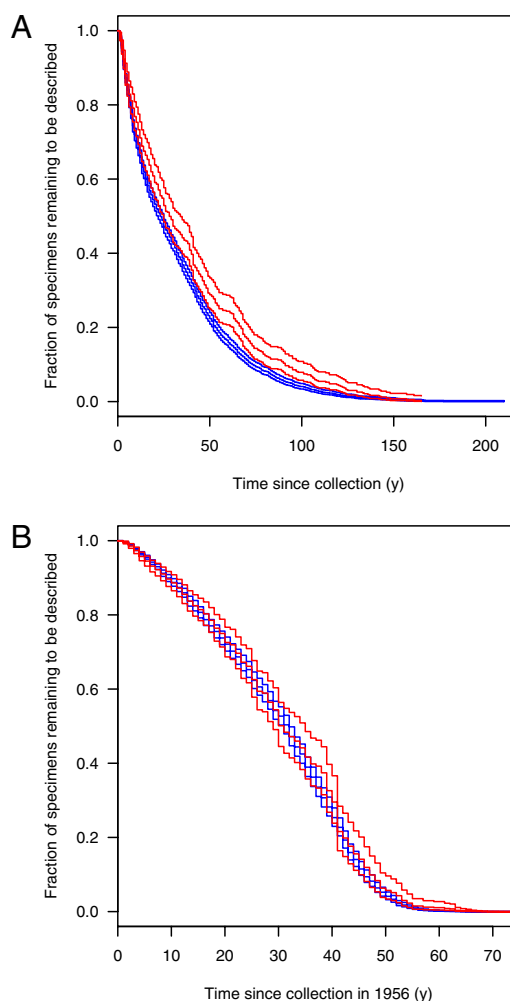 A
Fraction of specimens remaining to be described
1.0
0.8
0.6
0.4
0.2
0.0
0 50 100 150 200
Time since collection (y)
B
Fraction of specimens remaining to be described
1.0
0.8
0.6
0.4
0.2
0.0
0 10 20 30 40 50 60 70
Time since collection in 1956 (y)